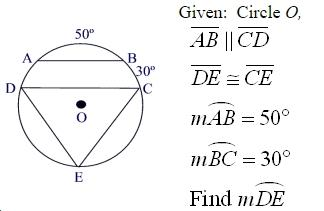 Given: Circle O,
50º
A
B
30º
D
C
O
E
AB || CD
DE ≅ CE
mAB = 50°
mBC = 30°
Find mDE